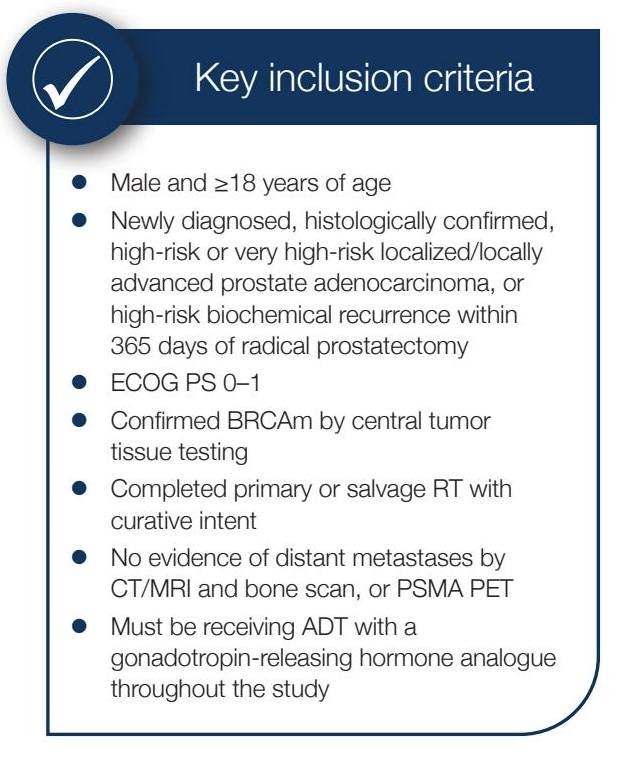 Key inclusion criteria
● Male and ≥18 years of age
● Newly diagnosed, histologically confirmed,
high-risk or very high-risk localized/locally
advanced prostate adenocarcinoma, or
high-risk biochemical recurrence within
365 days of radical prostatectomy
● ECOG PS 0–1
● Confirmed BRCAm by central tumor
tissue testing
● Completed primary or salvage RT with
curative intent
● No evidence of distant metastases by
CT/MRI and bone scan, or PSMA PET
● Must be receiving ADT with a
gonadotropin-releasing hormone analogue
throughout the study